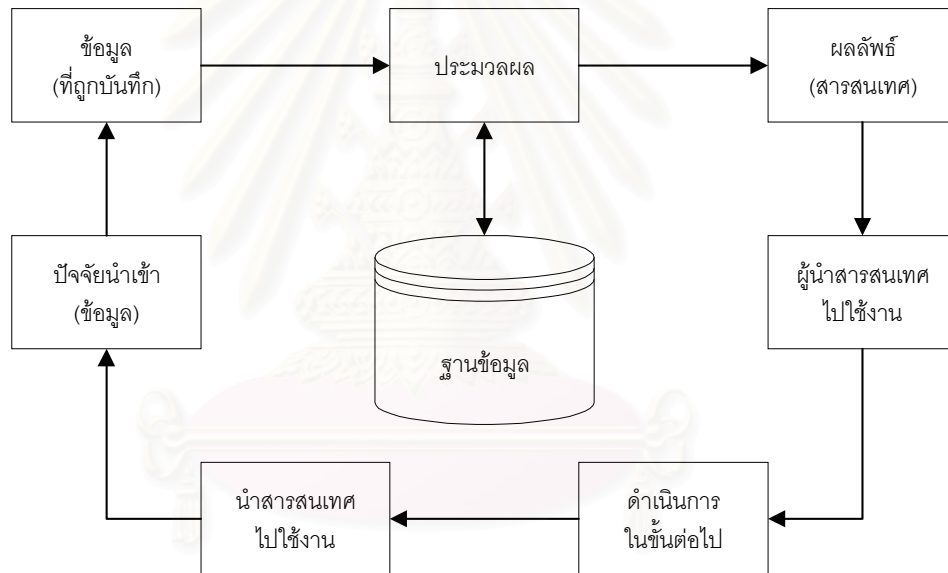 ข้อมูล
(ที่ถูกบันทึก)
ประมวลผล
ผลลัพธ์
(สารสนเทศ)
ปัจจัยนำเข้า
(ข้อมูล)
ฐานข้อมูล
ผู้นำสารสนเทศ
ไปใช้งาน
นำสารสนเทศ
ไปใช้งาน
ดำเนินการ
ในขั้นต่อไป